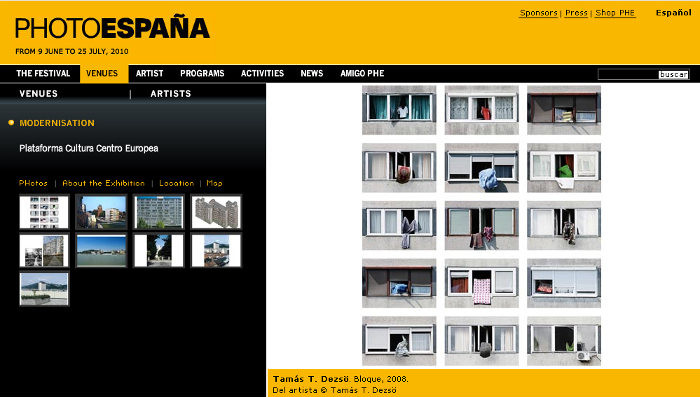 Sponsors | Press | Shop PHE Español
PHOTOESPAÑA
FROM 9 JUNE TO 25 JULY, 2010
THE FESTIVAL VENUES ARTIST PROGRAMS ACTIVITIES NEWS AMIGO PHE buscar
VENUES | ARTISTS
MODERNISATION
Plataforma Cultura Centro Europea
PHotos | About the Exhibition | Location | Map
Tamás T. Dezsö. Bloque, 2008.
Del artista © Tamás T. Dezsö